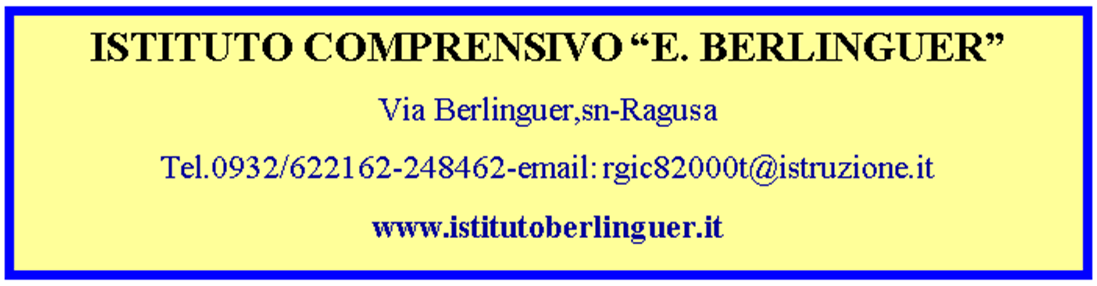 ISTITUTO COMPRENSIVO “E. BERLINGUER”
Via Berlinguer,sn-Ragusa
Tel.0932/622162-248462-email: rgic82000t@istruzione.it
www.istitutoberlinguer.it